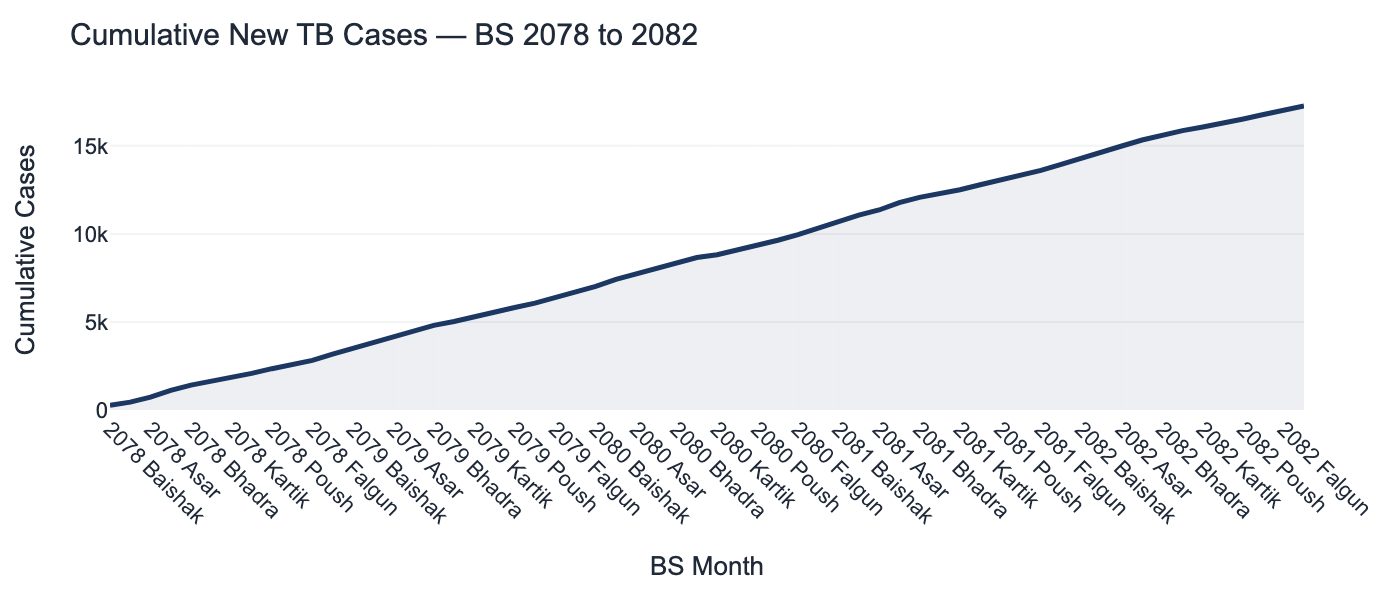 Cumulative New TB Cases — BS 2078 to 2082
Cumulative Cases
15k
10k
5k
0
2078 Baishak
2078 Asar
2078 Bhadra
2078 Kartik
2078 Poush
2078 Falgun
2079 Baishak
2079 Asar
2079 Bhadra
2079 Kartik
2079 Poush
2079 Falgun
2080 Baishak
2080 Asar
2080 Bhadra
2080 Kartik
2080 Poush
2080 Falgun
2081 Baishak
2081 Asar
2081 Bhadra
2081 Kartik
2081 Poush
2081 Falgun
2082 Baishak
2082 Asar
2082 Bhadra
2082 Kartik
2082 Poush
2082 Falgun
BS Month